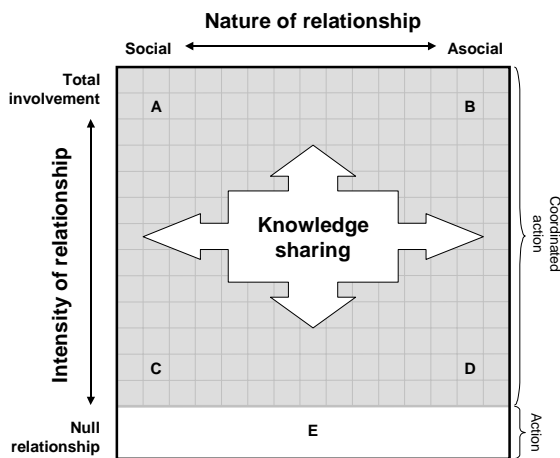 Nature of relationship
Social
Asocial
Total
involvement
A
B
Intensity of relationship
Knowledge
sharing
Coordinated
action
C
D
Null
relationship
E
Action